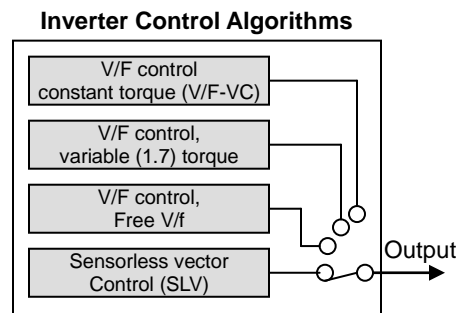 Inverter Control Algorithms
V/F control
constant torque (V/F-VC)
V/F control,
variable (1.7) torque
V/F control,
Free V/f
Sensorless vector
Control (SLV)
Output